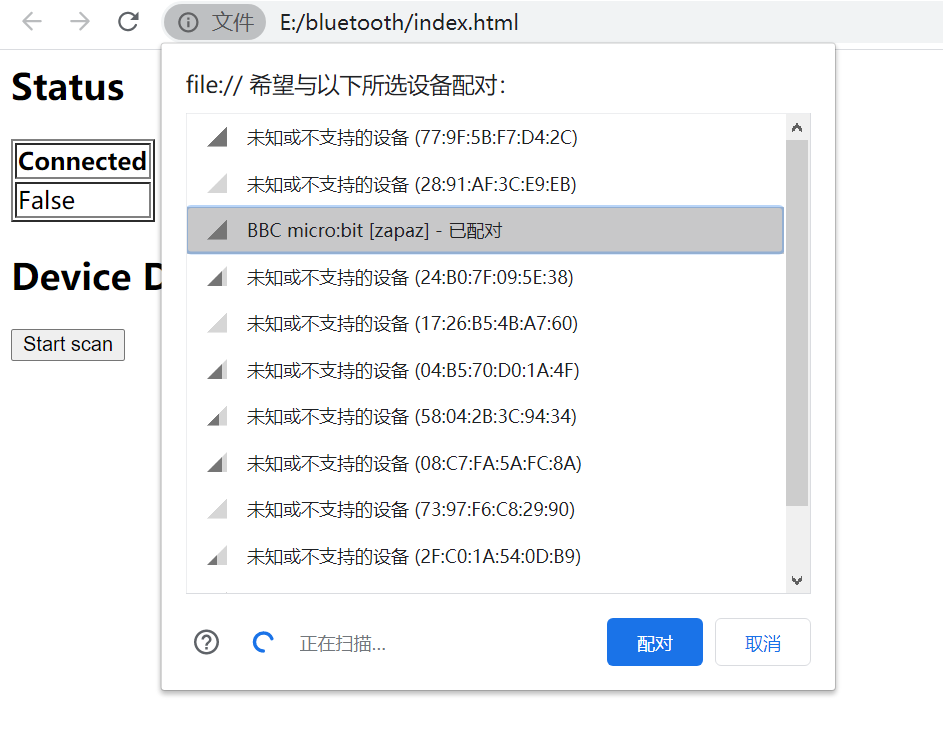 文件 E:/bluetooth/index.html
Status
Connected
False
Device D
Start scan
file:// 希望与以下所选设备配对：
未知或不支持的设备 (77:9F:5B:F7:D4:2C)
未知或不支持的设备 (28:91:AF:3C:E9:EB)
BBC micro:bit [zapaz] - 已配对
未知或不支持的设备 (24:B0:7F:09:5E:38)
未知或不支持的设备 (17:26:B5:4B:A7:60)
未知或不支持的设备 (04:B5:70:D0:1A:4F)
未知或不支持的设备 (58:04:2B:3C:94:34)
未知或不支持的设备 (08:C7:FA:5A:FC:8A)
未知或不支持的设备 (73:97:F6:C8:29:90)
未知或不支持的设备 (2F:C0:1A:54:0D:B9)
正在扫描...
配对
取消